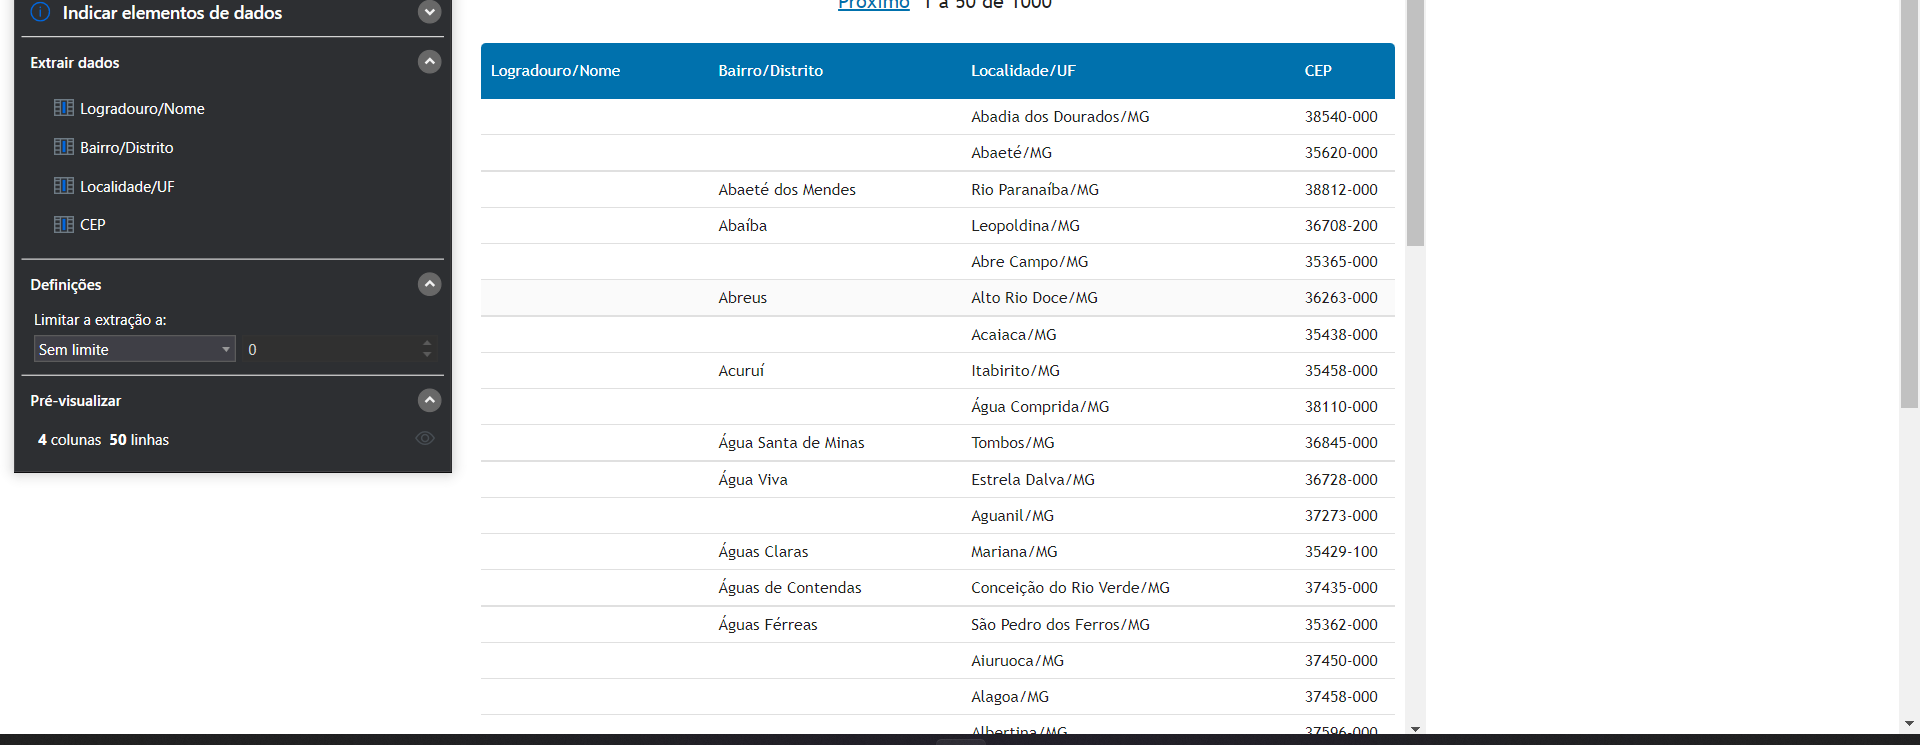 Indicar elementos de dados
Extrair dados
Logradouro/Nome
Bairro/Distrito
Localidade/UF
CEP
Definições
Limitar a extração a:
Sem limite 0
Pré-visualizar
4 colunas 50 linhas
Próximo 1 a 50 de 1000
Logradouro/Nome Bairro/Distrito Localidade/UF CEP
Abadia dos Dourados/MG 38540-000
Abaeté/MG 35620-000
Abaeté dos Mendes Rio Paranaíba/MG 38812-000
Abaíba Leopoldina/MG 36708-200
Abre Campo/MG 35365-000
Abreus Alto Rio Doce/MG 36263-000
Acaiaca/MG 35438-000
Acuruí Itabirito/MG 35458-000
Água Comprida/MG 38110-000
Água Santa de Minas Tombos/MG 36845-000
Água Viva Estrela Dalva/MG 36728-000
Aguanil/MG 37273-000
Águas Claras Mariana/MG 35429-100
Águas de Contendas Conceição do Rio Verde/MG 37435-000
Águas Férreas São Pedro dos Ferros/MG 35362-000
Aiuruoca/MG 37450-000
Alagoa/MG 37458-000
Albertina/MG 37596-000